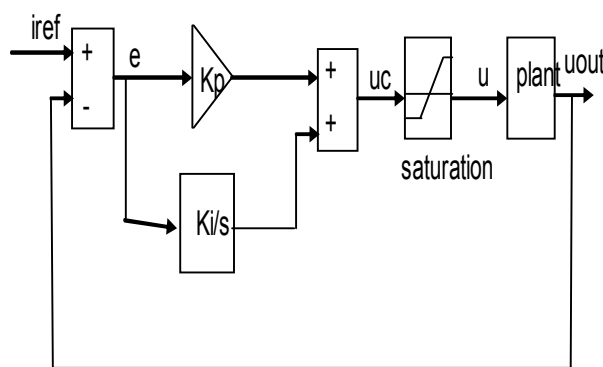 iref
+
-
e
Kp
Ki/s
+
+
uc
saturation
u
plant
uout